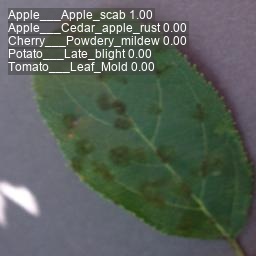 Apple___Apple_scab 1.00
Apple___Cedar_apple_rust 0.00
Cherry___Powdery_mildew 0.00
Potato___Late_blight 0.00
Tomato___Leaf_Mold 0.00